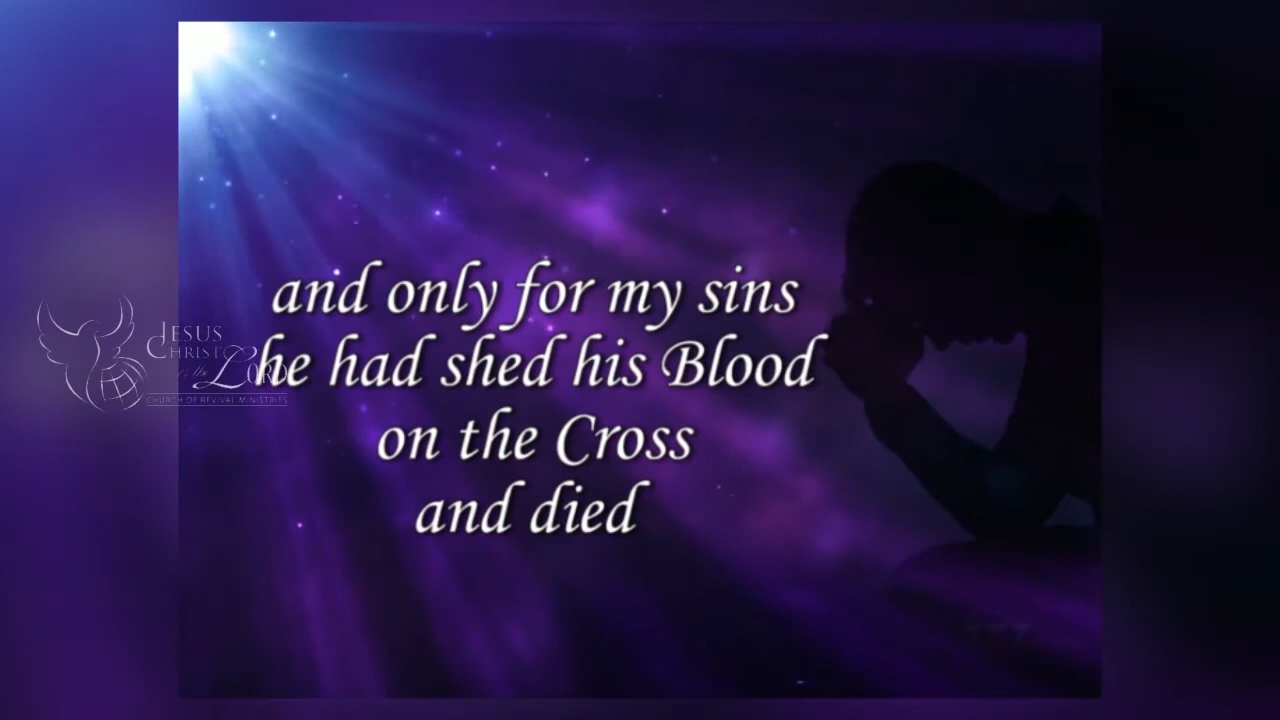 and only for my sins
he had shed his Blood
on the Cross
and died
JESUS
CHRIST
is the LORD
CHURCH OF REVIVAL MINISTRIES